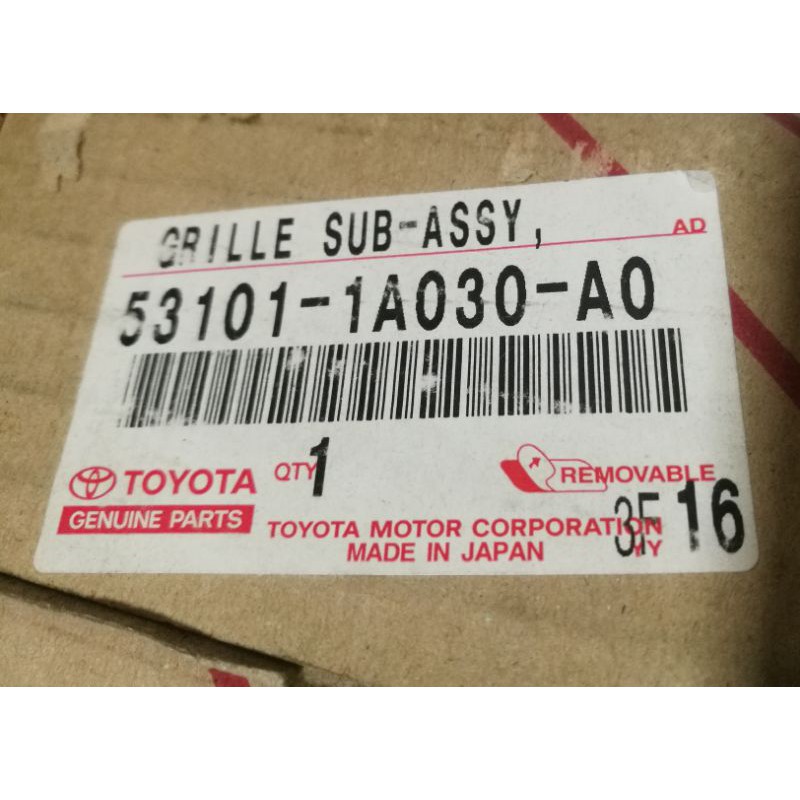 GRILLE SUB-ASSY,
AD
53101-1A030-A0
TOYOTA
QTY 1
REMOVABLE
GENUINE PARTS
TOYOTA MOTOR CORPORATION
3F 16
MADE IN JAPAN
YY